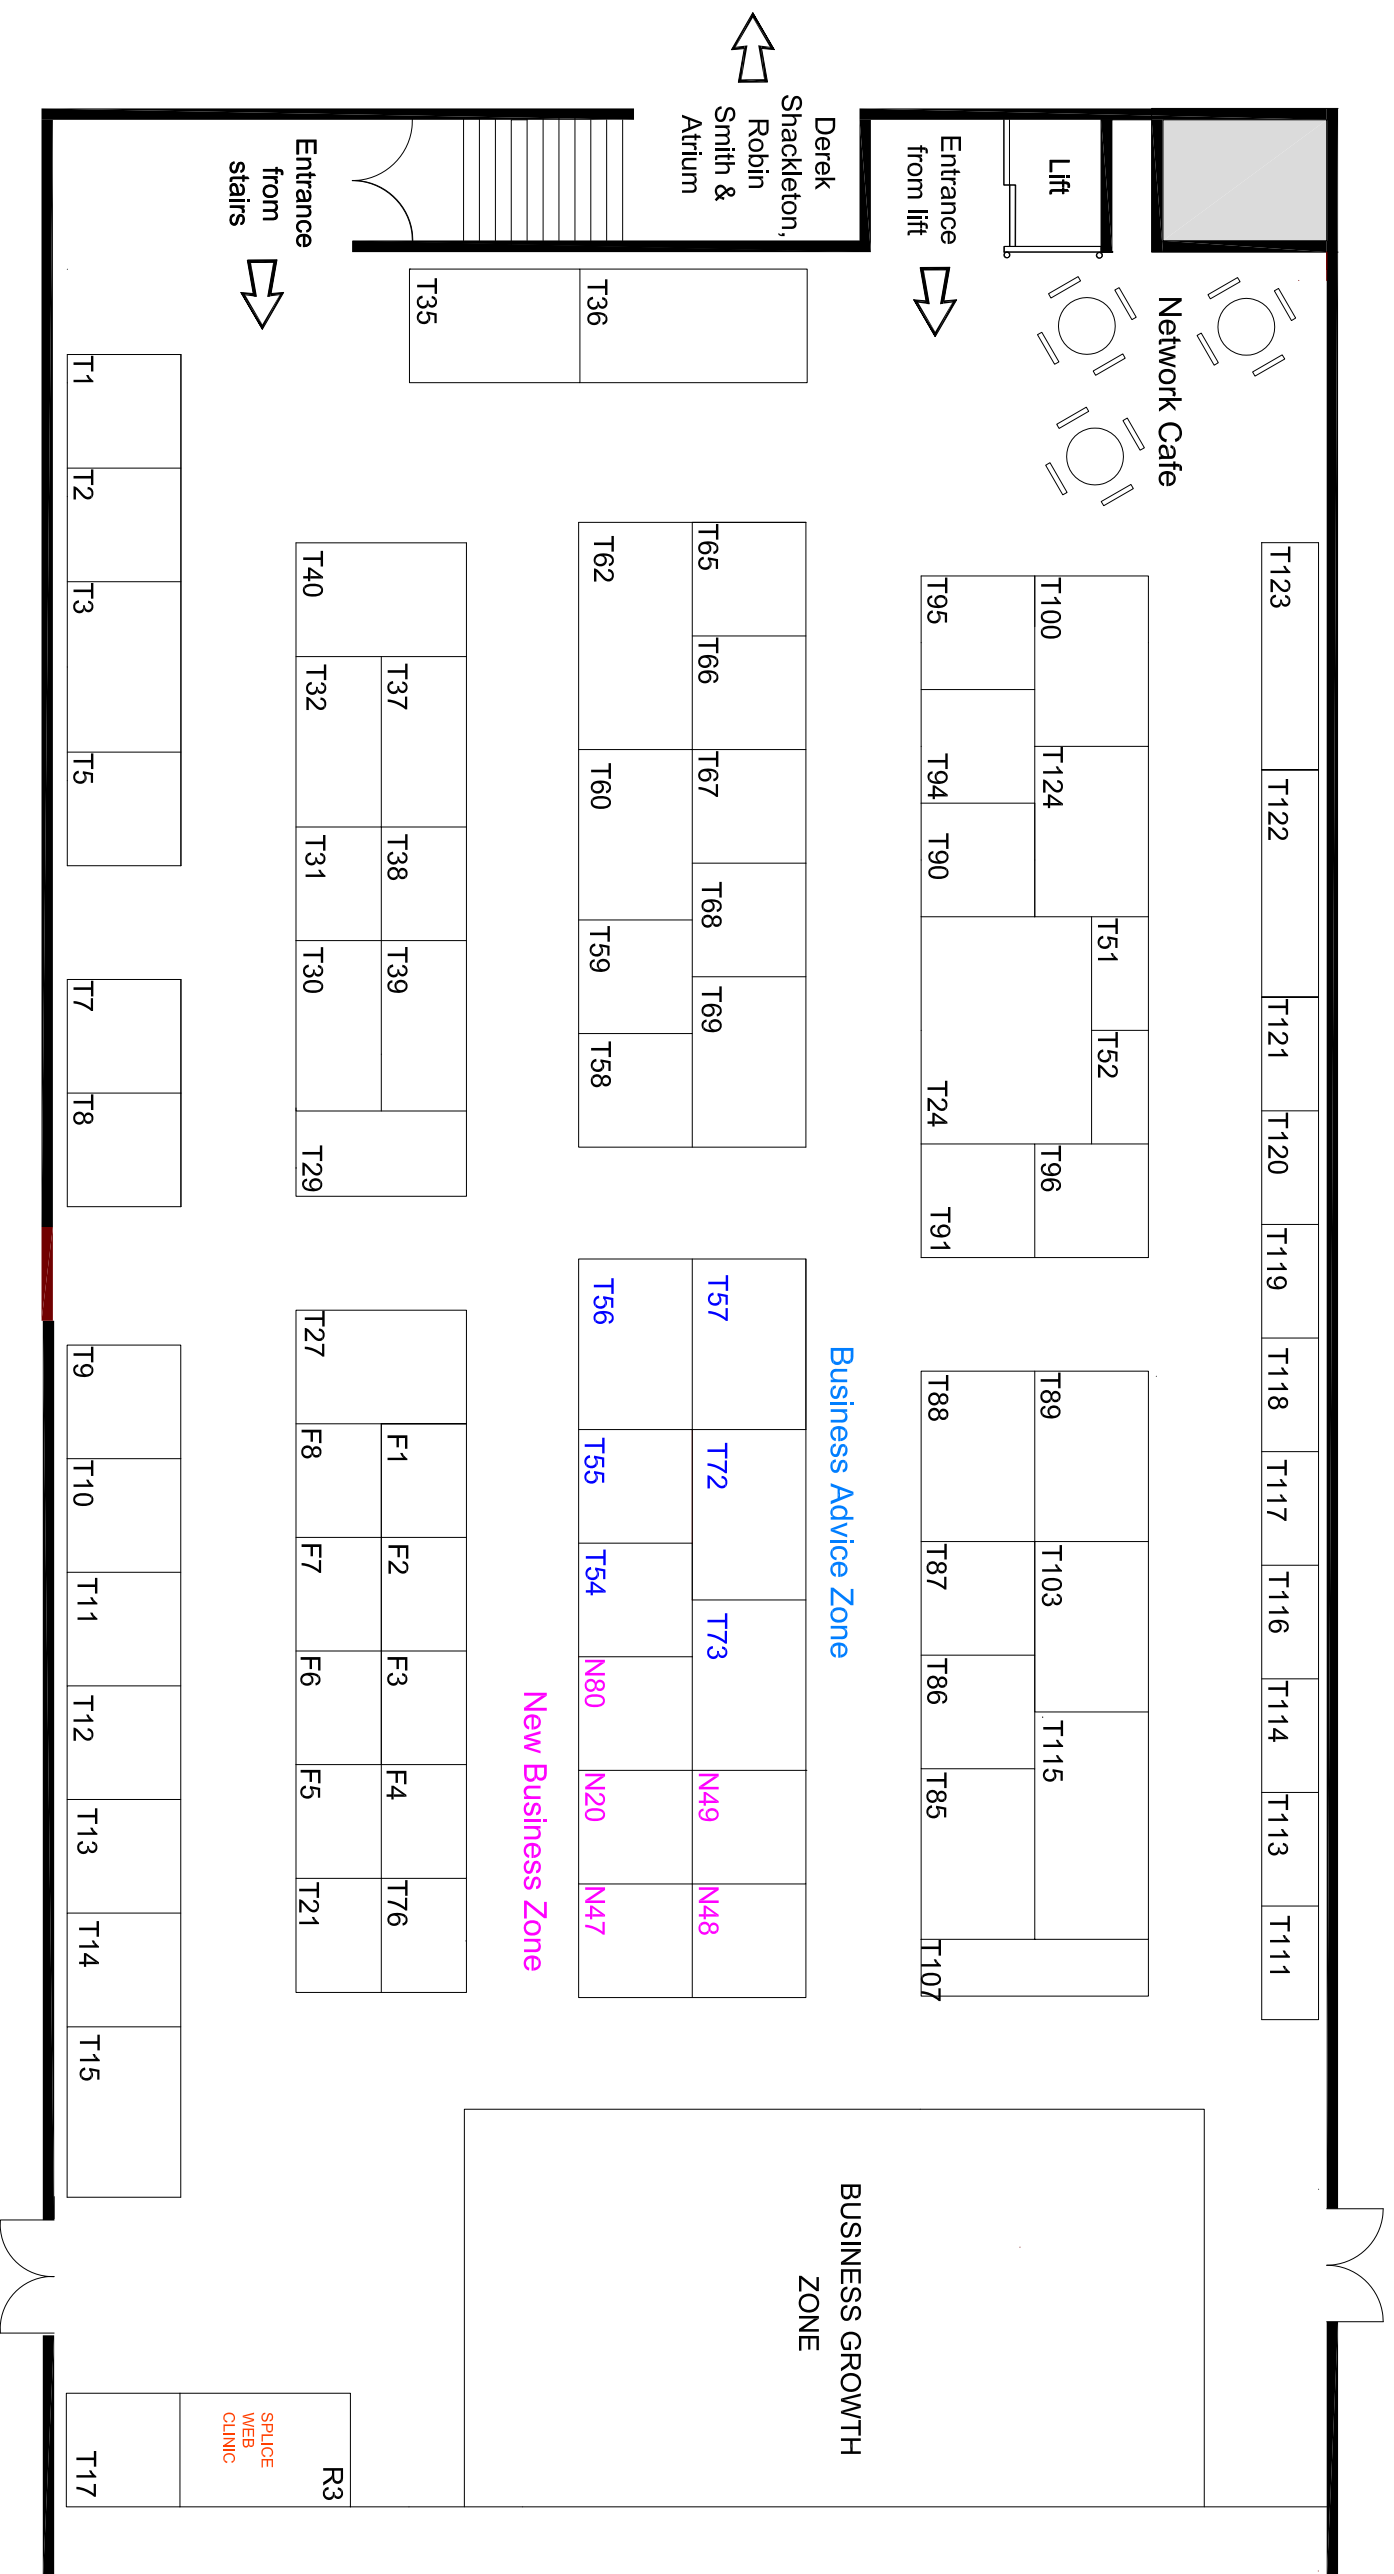 Derek
Shackleton,
Robin
Smith &
Atrium
Entrance
from
stairs
Entrance
from lift
Lift
Network Cafe
T35
T36
T1
T2
T3
T5
T7
T8
T9
T10
T11
T12
T13
T14
T15
T17
T40
T32
T37
T31
T38
T30
T39
T29
T27
F8
F1
F7
F2
F6
F3
F5
F4
T21
T76
T62
T65
T66
T60
T67
T68
T59
T69
T58
T56
T57
T55
T72
T54
T73
N80
N20
N49
N47
N48
New Business Zone
Business Advice Zone
T95
T100
T94
T124
T90
T51
T52
T24
T91
T96
T88
T89
T87
T103
T86
T115
T85
T107
T123
T122
T121
T120
T119
T118
T117
T116
T114
T113
T111
BUSINESS GROWTH
ZONE
SPLICE
WEB
CLINIC
R3